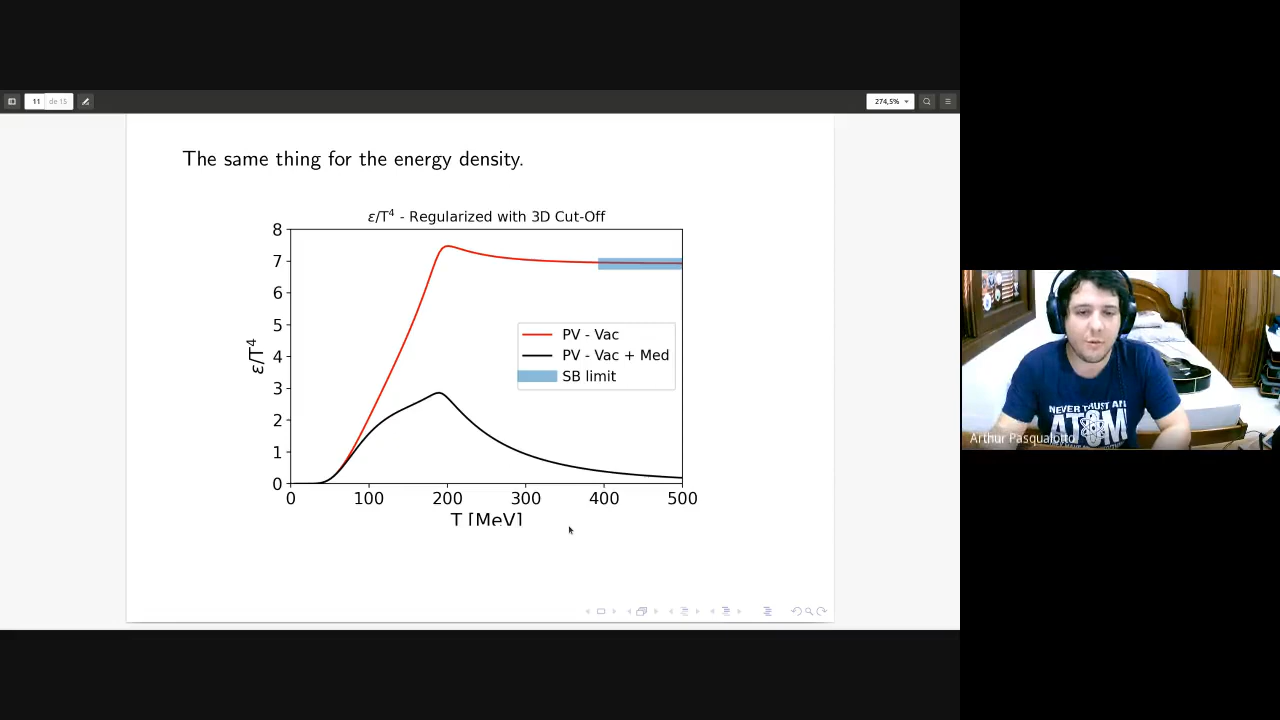 11 de 15
274,5%
The same thing for the energy density.
ε/T⁴ - Regularized with 3D Cut-Off
8
7
6
5
4
3
2
1
0
ε/T⁴
PV - Vac
PV - Vac + Med
SB limit
0 100 200 300 400 500
T [MeV]
NEVER TRUST AN
ATOM
Arthur Pasqualotto